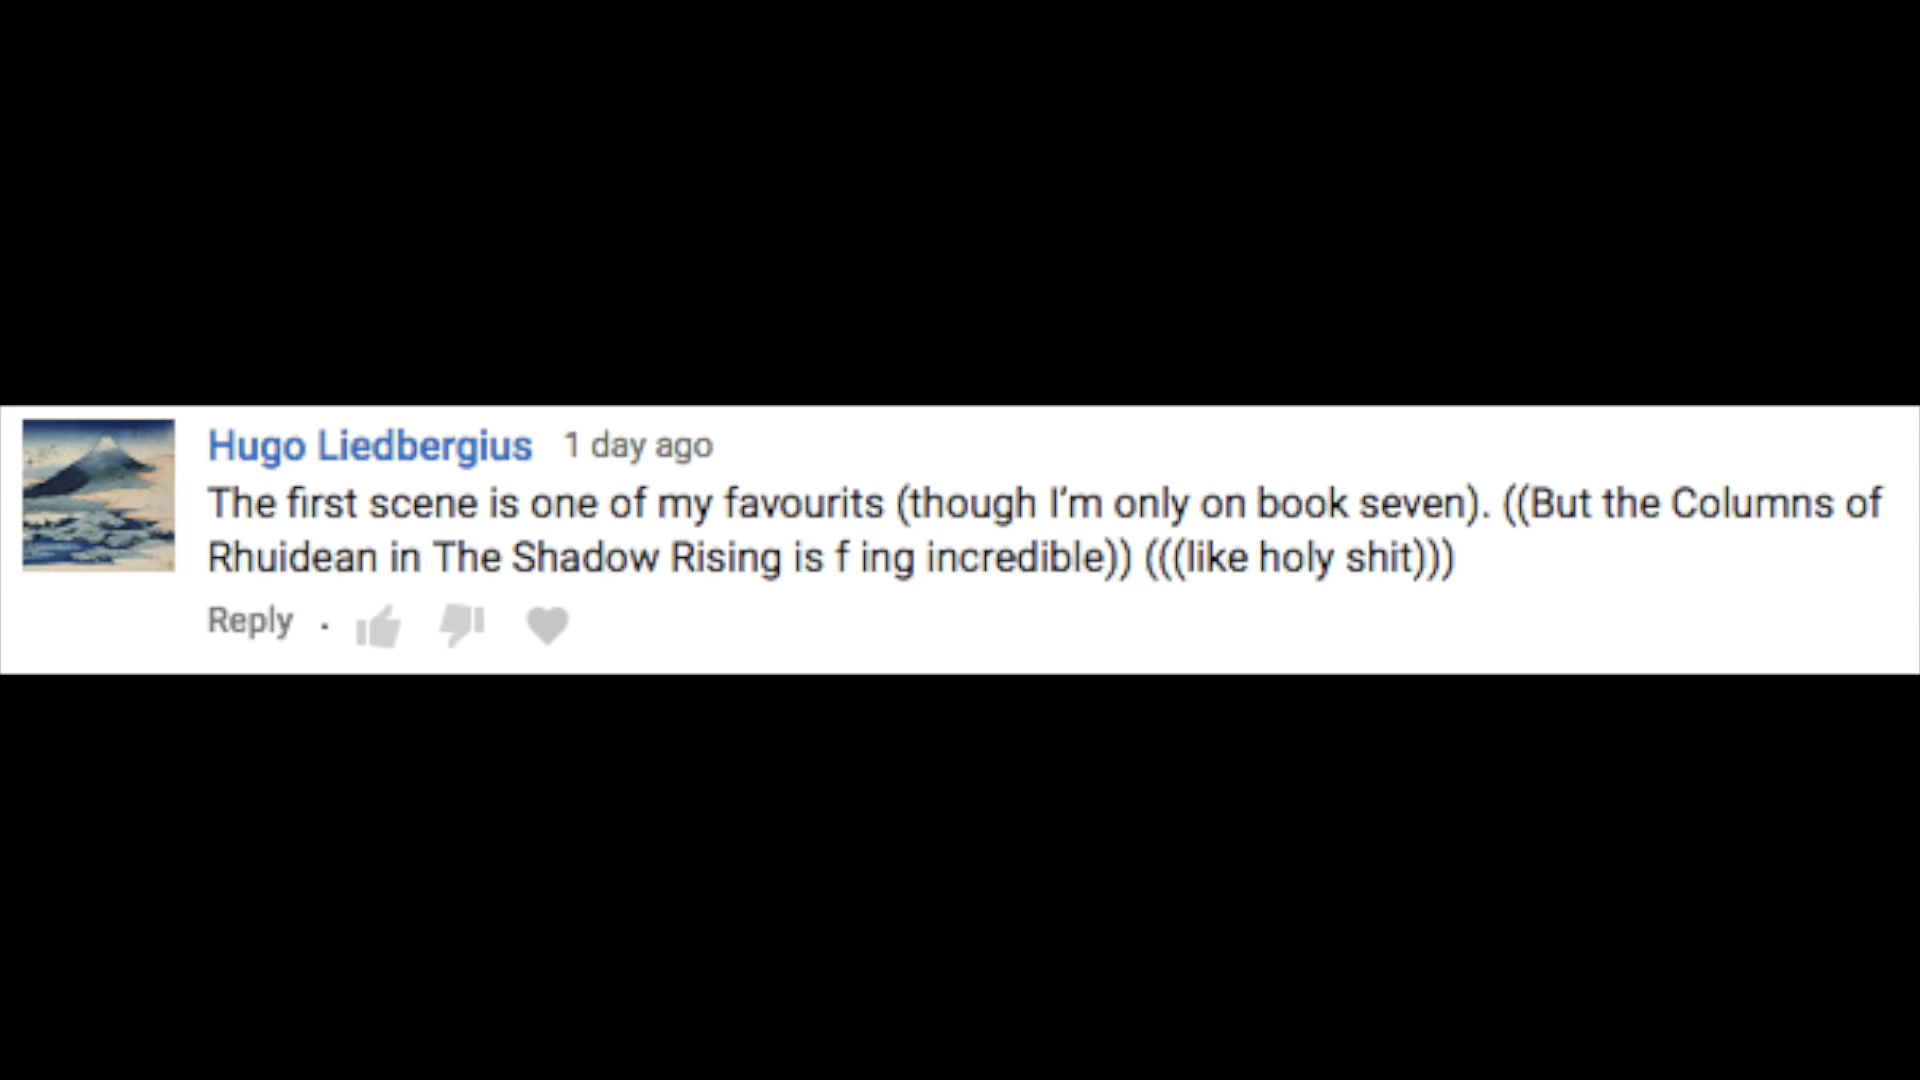 Hugo Liedbergius 1 day ago
The first scene is one of my favourits (though I'm only on book seven). ((But the Columns of
Rhuidean in The Shadow Rising is f ing incredible)) (((like holy shit)))
Reply .